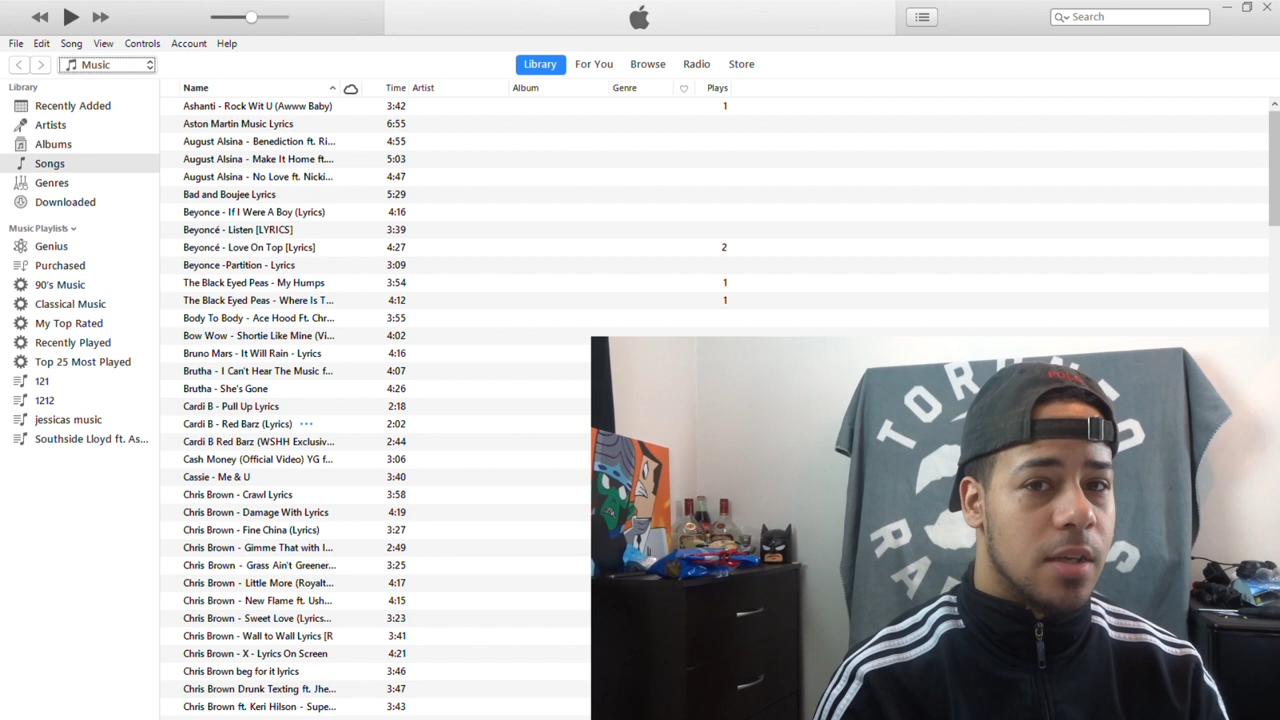 Search
File Edit Song View Controls Account Help
Music
Library For You Browse Radio Store
Library
Recently Added
Artists
Albums
Songs
Genres
Downloaded
Music Playlists
Genius
Purchased
90's Music
Classical Music
My Top Rated
Recently Played
Top 25 Most Played
121
1212
jessicas music
Southside Lloyd ft. As...
Name Time Artist Album Genre Plays
Ashanti - Rock Wit U (Awww Baby) 3:42 1
Aston Martin Music Lyrics 6:55
August Alsina - Benediction ft. Ri... 4:55
August Alsina - Make It Home ft.... 5:03
August Alsina - No Love ft. Nicki... 4:47
Bad and Boujee Lyrics 5:29
Beyonce - If I Were A Boy (Lyrics) 4:16
Beyonce - Listen [LYRICS] 3:39
Beyoncé - Love On Top [Lyrics] 4:27 2
Beyonce -Partition - Lyrics 3:09
The Black Eyed Peas - My Humps 3:54 1
The Black Eyed Peas - Where Is T... 4:12 1
Body To Body - Ace Hood Ft. Chr... 3:55
Bow Wow - Shortie Like Mine (Vi... 4:02
Bruno Mars - It Will Rain - Lyrics 4:16
Brutha - I Can't Hear The Music f... 4:07
Brutha - She's Gone 4:26
Cardi B - Pull Up Lyrics 2:18
Cardi B - Red Barz (Lyrics) ••• 2:02
Cardi B Red Barz (WSHH Exclusiv... 2:44
Cash Money (Official Video) YG f... 3:06
Cassie - Me & U 3:40
Chris Brown - Crawl Lyrics 3:58
Chris Brown - Damage With Lyrics 4:19
Chris Brown - Fine China (Lyrics) 3:27
Chris Brown - Gimme That with l... 2:49
Chris Brown - Grass Ain't Greener... 3:25
Chris Brown - Little More (Royalt... 4:17
Chris Brown - New Flame ft. Ush... 4:15
Chris Brown - Sweet Love (Lyrics... 3:23
Chris Brown - Wall to Wall Lyrics [R 3:41
Chris Brown - X - Lyrics On Screen 4:21
Chris Brown beg for it lyrics 3:46
Chris Brown Drunk Texting ft. Jhe... 3:47
Chris Brown ft. Keri Hilson - Supe... 3:43